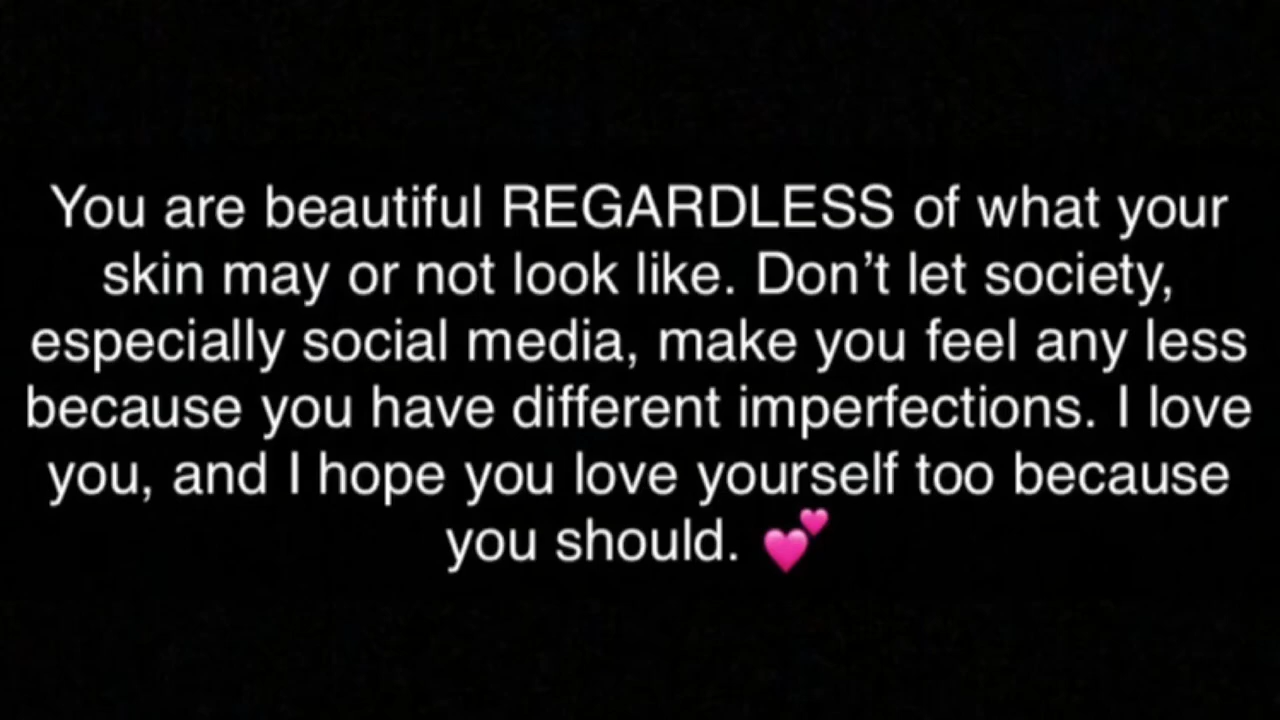 You are beautiful REGARDLESS of what your
skin may or not look like. Don’t let society,
especially social media, make you feel any less
because you have different imperfections. I love
you, and I hope you love yourself too because
you should. 💕